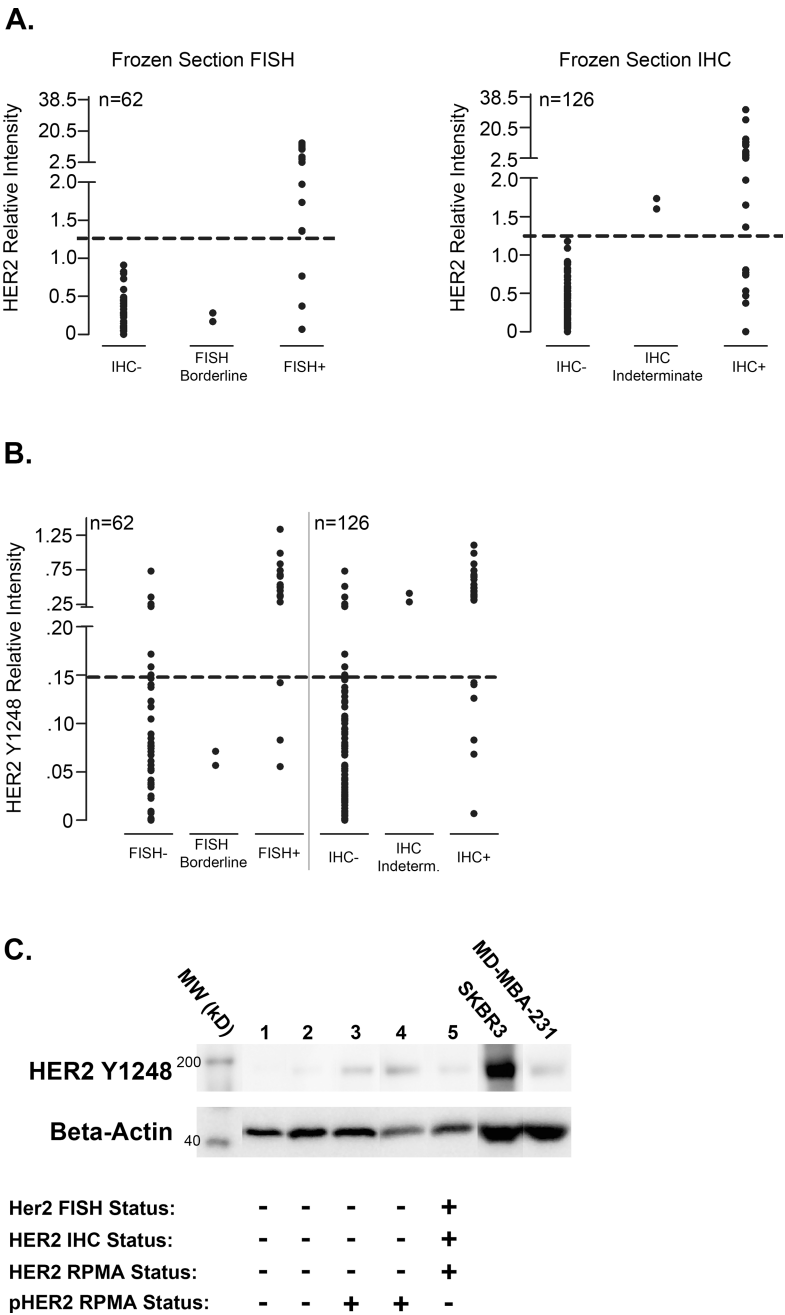 A.
Frozen Section FISH
HER2 Relative Intensity
n=62
38.5
20.5
2.5
2.0
1.5
1.0
0.5
0
IHC-
FISH
Borderline
FISH+
Frozen Section IHC
HER2 Relative Intensity
n=126
38.5
20.5
2.5
2.0
1.5
1.0
0.5
0
IHC-
IHC
Indeterminate
IHC+
B.
HER2 Y1248 Relative Intensity
n=62
n=126
1.25
.75
.25
.20
.15
.10
.05
0
FISH-
FISH
Borderline
FISH+
IHC-
IHC
Indeterm.
IHC+
C.
MW (kD)
1 2 3 4 5 SKBR3 MD-MBA-231
HER2 Y1248 200
Beta-Actin 40
Her2 FISH Status: - - - - +
HER2 IHC Status: - - - - +
HER2 RPMA Status: - - - - +
pHER2 RPMA Status: - - + + -